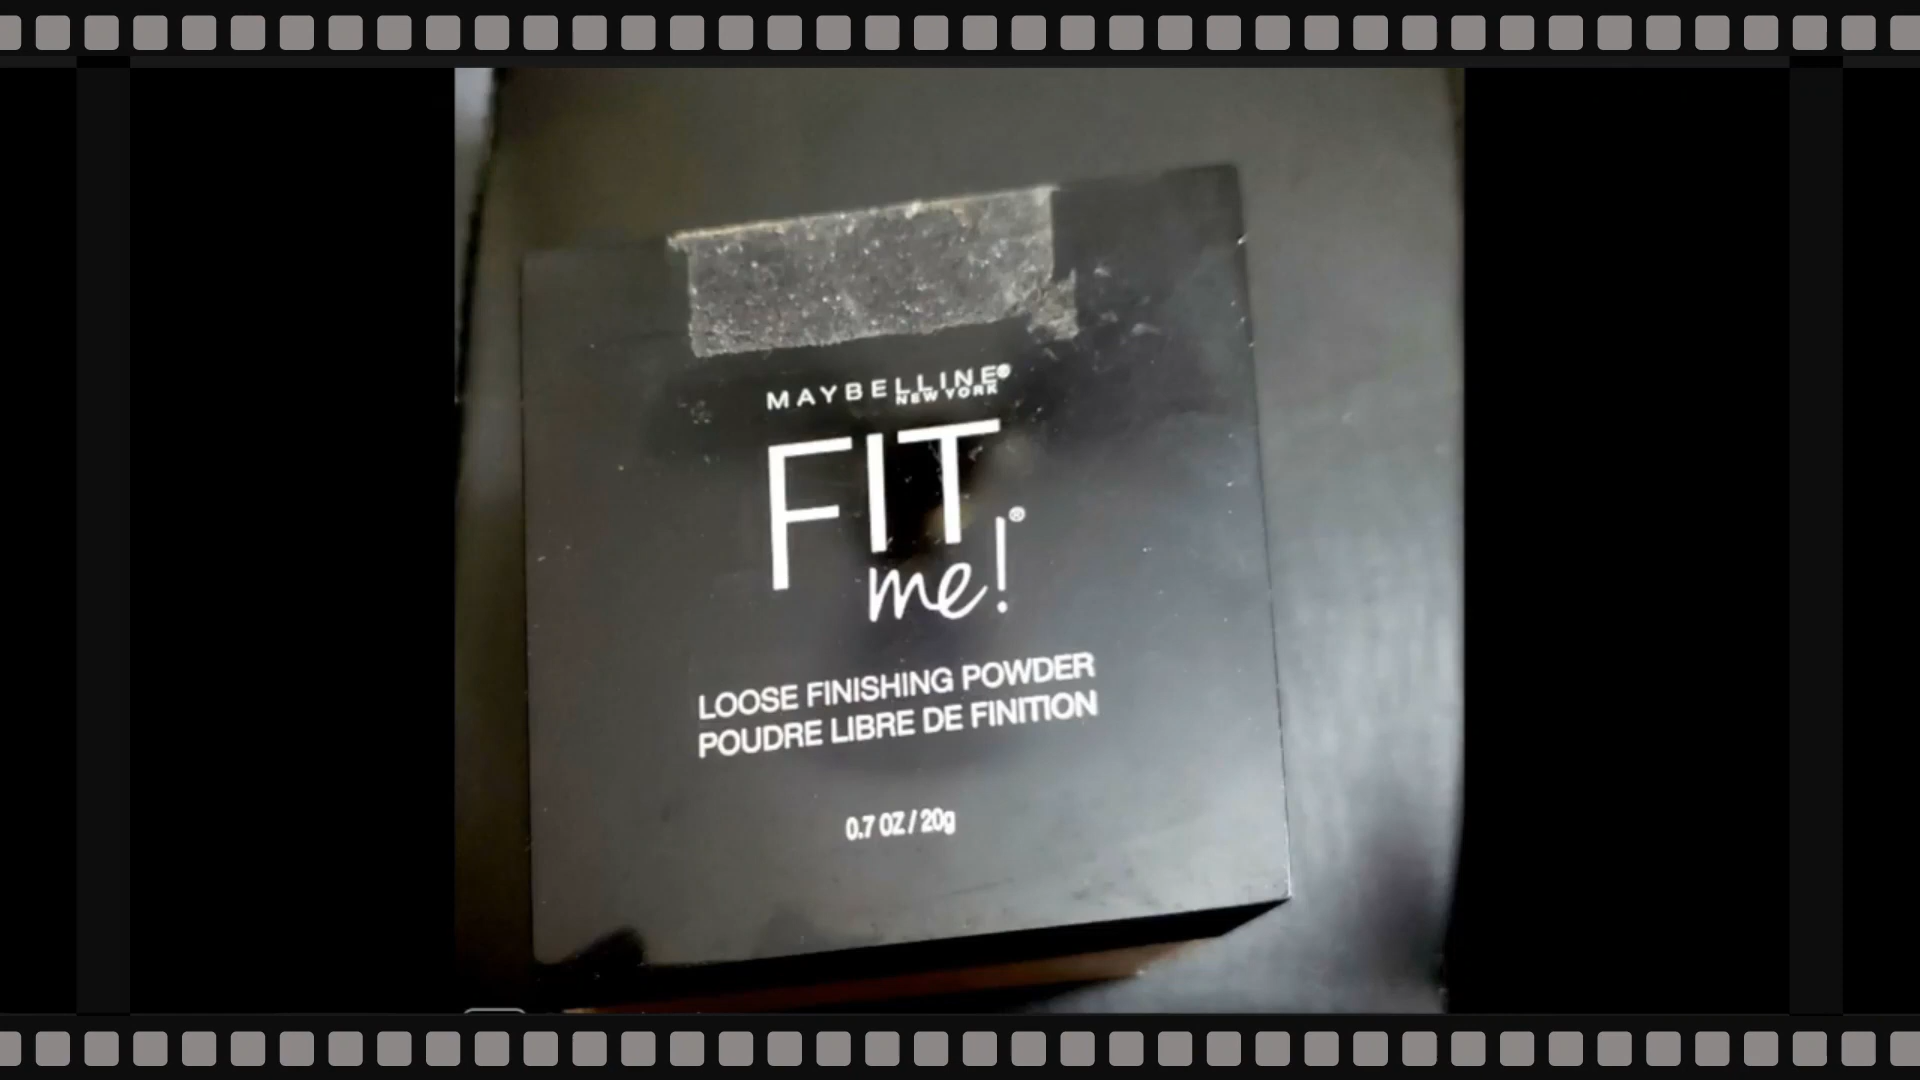 MAYBELLINE®
NEW YORK
FIT
me!®
LOOSE FINISHING POWDER
POUDRE LIBRE DE FINITION
0.7 OZ / 20g